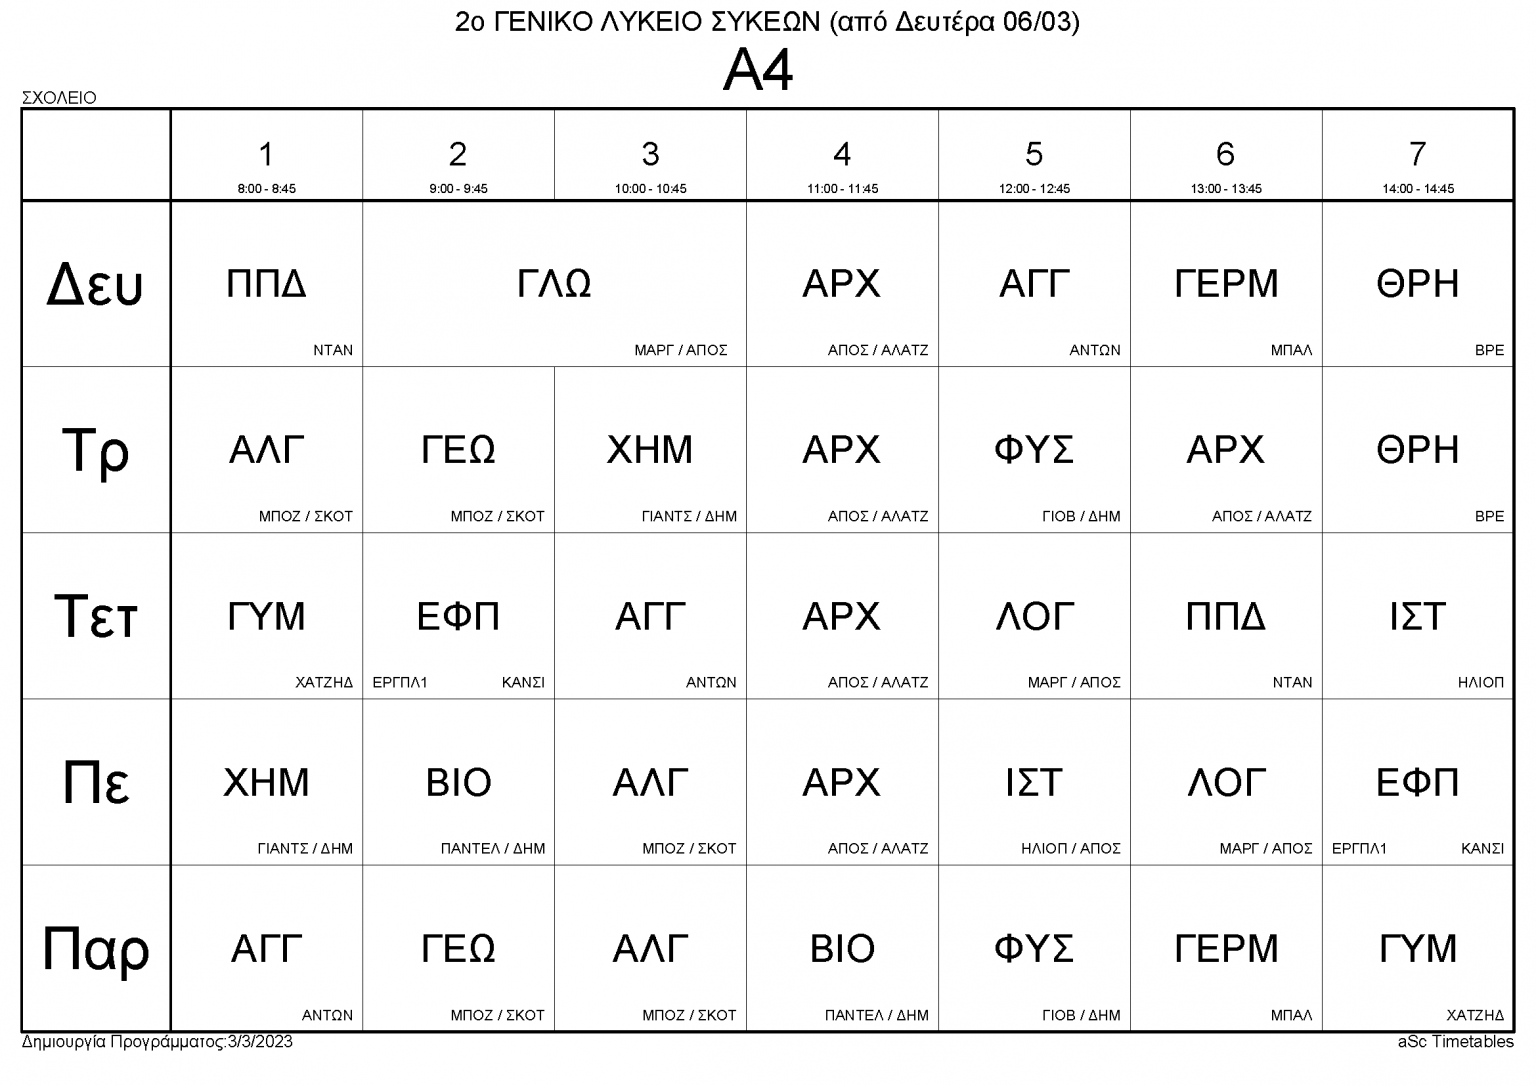 2ο ΓΕΝΙΚΟ ΛΥΚΕΙΟ ΣΥΚΕΩΝ (από Δευτέρα 06/03)
Α4
ΣΧΟΛΕΙΟ
1 2 3 4 5 6 7
8:00 - 8:45 9:00 - 9:45 10:00 - 10:45 11:00 - 11:45 12:00 - 12:45 13:00 - 13:45 14:00 - 14:45
Δευ ΠΠΔ ΓΛΩ ΑΡΧ ΑΓΓ ΓΕΡΜ ΘΡΗ
ΝΤΑΝ ΜΑΡΓ / ΑΠΟΣ ΑΠΟΣ / ΑΛΑΤΖ ΑΝΤΩΝ ΜΠΑΛ ΒΡΕ
Τρ ΑΛΓ ΓΕΩ ΧΗΜ ΑΡΧ ΦΥΣ ΑΡΧ ΘΡΗ
ΜΠΟΖ / ΣΚΟΤ ΜΠΟΖ / ΣΚΟΤ ΓΙΑΝΤΣ / ΔΗΜ ΑΠΟΣ / ΑΛΑΤΖ ΓΙΟΒ / ΔΗΜ ΑΠΟΣ / ΑΛΑΤΖ ΒΡΕ
Τετ ΓΥΜ ΕΦΠ ΑΓΓ ΑΡΧ ΛΟΓ ΠΠΔ ΙΣΤ
ΧΑΤΖΗΔ ΕΡΓΠΛ1 ΚΑΝΣΙ ΑΝΤΩΝ ΑΠΟΣ / ΑΛΑΤΖ ΜΑΡΓ / ΑΠΟΣ ΝΤΑΝ ΗΛΙΟΠ
Πε ΧΗΜ ΒΙΟ ΑΛΓ ΑΡΧ ΙΣΤ ΛΟΓ ΕΦΠ
ΓΙΑΝΤΣ / ΔΗΜ ΠΑΝΤΕΛ / ΔΗΜ ΜΠΟΖ / ΣΚΟΤ ΑΠΟΣ / ΑΛΑΤΖ ΗΛΙΟΠ / ΑΠΟΣ ΜΑΡΓ / ΑΠΟΣ ΕΡΓΠΛ1 ΚΑΝΣΙ
Παρ ΑΓΓ ΓΕΩ ΑΛΓ ΒΙΟ ΦΥΣ ΓΕΡΜ ΓΥΜ
ΑΝΤΩΝ ΜΠΟΖ / ΣΚΟΤ ΜΠΟΖ / ΣΚΟΤ ΠΑΝΤΕΛ / ΔΗΜ ΓΙΟΒ / ΔΗΜ ΜΠΑΛ ΧΑΤΖΗΔ
Δημιουργία Προγράμματος:3/3/2023 aSc Timetables